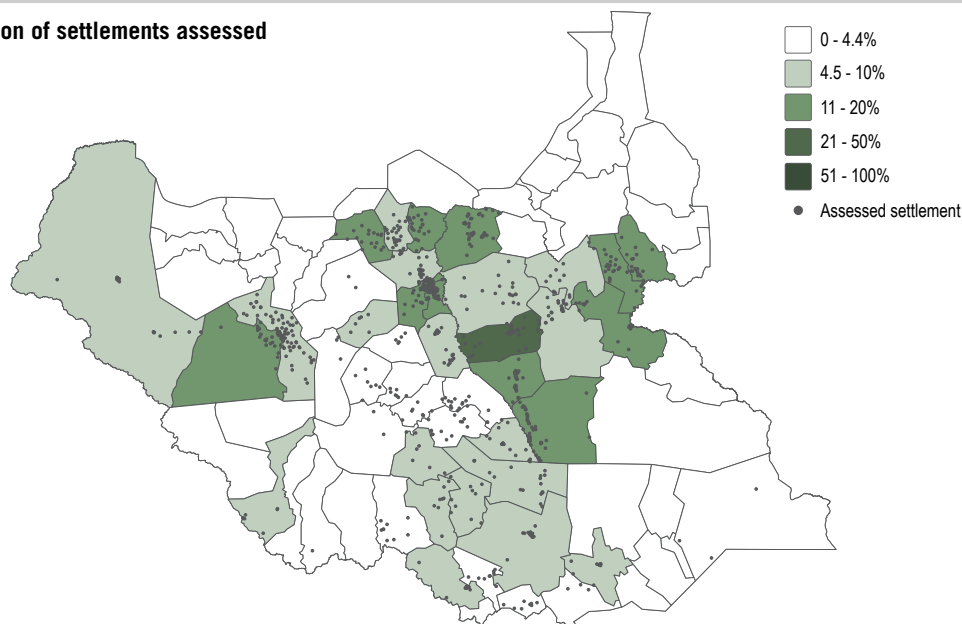 on of settlements assessed
0 - 4.4%
4.5 - 10%
11 - 20%
21 - 50%
51 - 100%
Assessed settlement